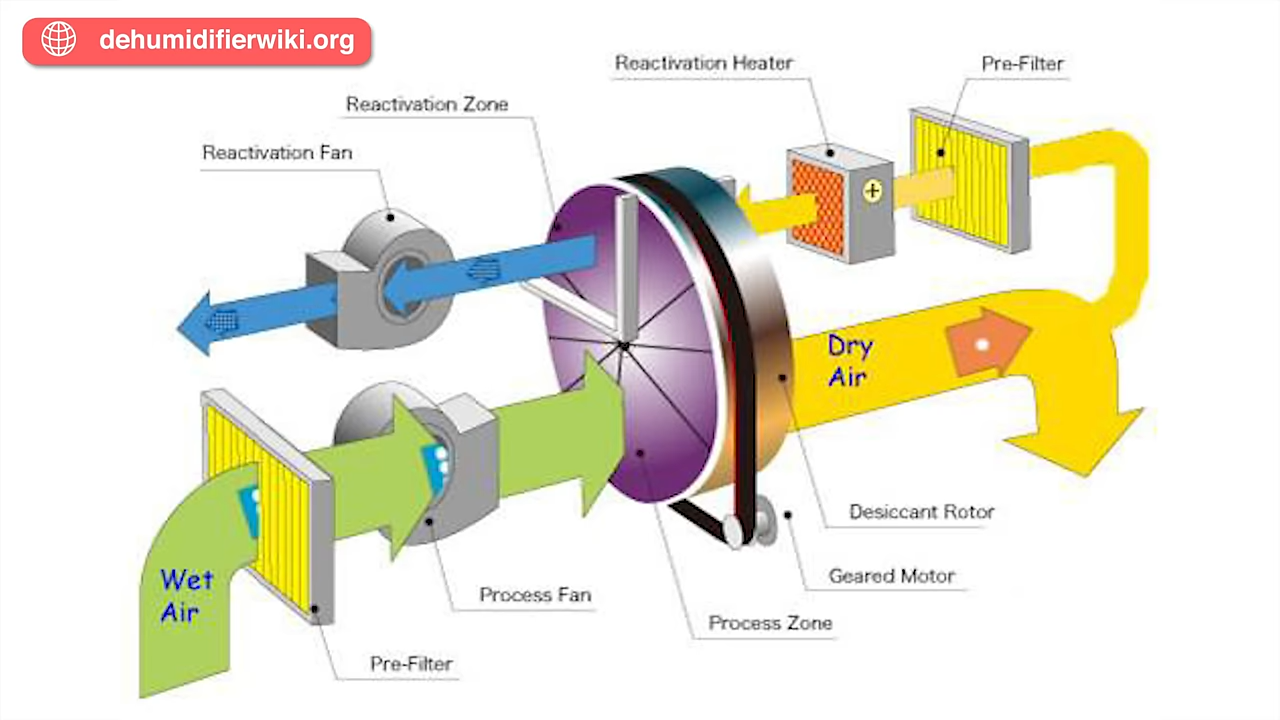 dehumidifierwiki.org
Reactivation Heater
Pre-Filter
Reactivation Zone
Reactivation Fan
Dry
Air
Desiccant Rotor
Wet
Air
Geared Motor
Process Fan
Process Zone
Pre-Filter